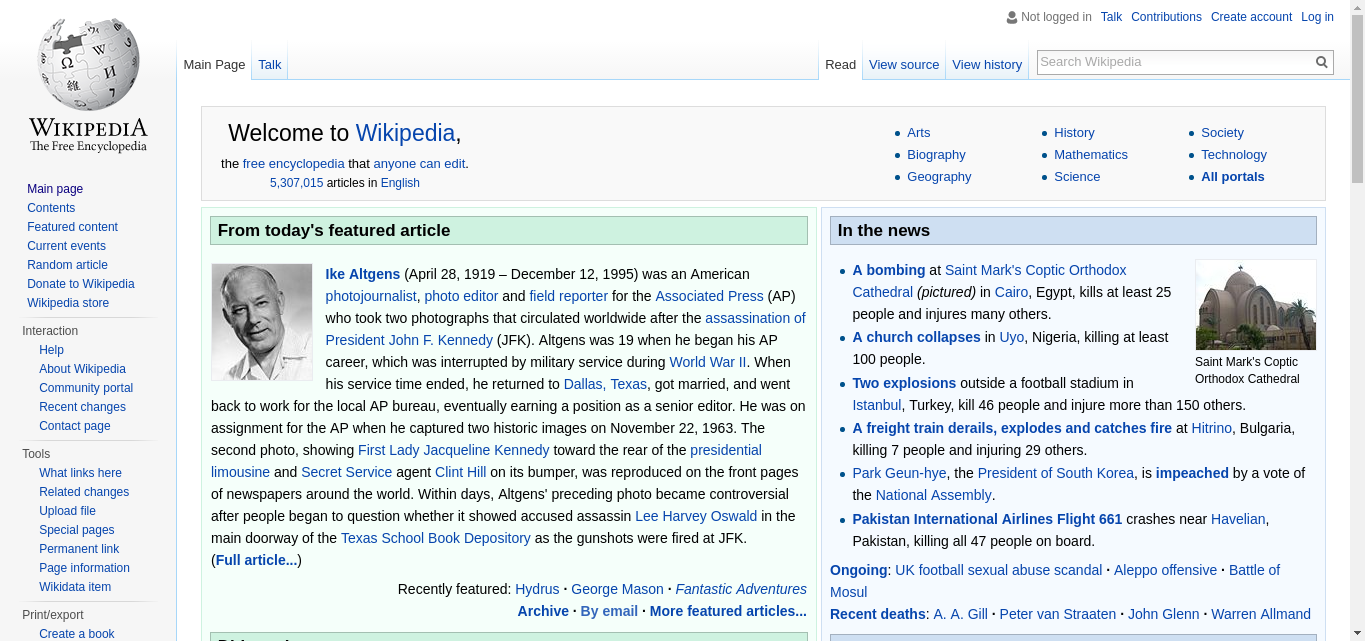 Not logged in Talk Contributions Create account Log in
Main Page Talk Read View source View history Search Wikipedia
WIKIPEDIA
The Free Encyclopedia
Main page
Contents
Featured content
Current events
Random article
Donate to Wikipedia
Wikipedia store
Interaction
Help
About Wikipedia
Community portal
Recent changes
Contact page
Tools
What links here
Related changes
Upload file
Special pages
Permanent link
Page information
Wikidata item
Print/export
Create a book
Welcome to Wikipedia,
the free encyclopedia that anyone can edit.
5,307,015 articles in English
Arts
Biography
Geography
History
Mathematics
Science
Society
Technology
All portals
From today's featured article
Ike Altgens (April 28, 1919 – December 12, 1995) was an American
photojournalist, photo editor and field reporter for the Associated Press (AP)
who took two photographs that circulated worldwide after the assassination of
President John F. Kennedy (JFK). Altgens was 19 when he began his AP
career, which was interrupted by military service during World War II. When
his service time ended, he returned to Dallas, Texas, got married, and went
back to work for the local AP bureau, eventually earning a position as a senior editor. He was on
assignment for the AP when he captured two historic images on November 22, 1963. The
second photo, showing First Lady Jacqueline Kennedy toward the rear of the presidential
limousine and Secret Service agent Clint Hill on its bumper, was reproduced on the front pages
of newspapers around the world. Within days, Altgens' preceding photo became controversial
after people began to question whether it showed accused assassin Lee Harvey Oswald in the
main doorway of the Texas School Book Depository as the gunshots were fired at JFK.
(Full article...)
Recently featured: Hydrus · George Mason · Fantastic Adventures
Archive · By email · More featured articles...
In the news
A bombing at Saint Mark's Coptic Orthodox
Cathedral (pictured) in Cairo, Egypt, kills at least 25
people and injures many others.
A church collapses in Uyo, Nigeria, killing at least
100 people.
Two explosions outside a football stadium in
Istanbul, Turkey, kill 46 people and injure more than 150 others.
A freight train derails, explodes and catches fire at Hitrino, Bulgaria,
killing 7 people and injuring 29 others.
Park Geun-hye, the President of South Korea, is impeached by a vote of
the National Assembly.
Pakistan International Airlines Flight 661 crashes near Havelian,
Pakistan, killing all 47 people on board.
Saint Mark's Coptic
Orthodox Cathedral
Ongoing: UK football sexual abuse scandal · Aleppo offensive · Battle of
Mosul
Recent deaths: A. A. Gill · Peter van Straaten · John Glenn · Warren Allmand